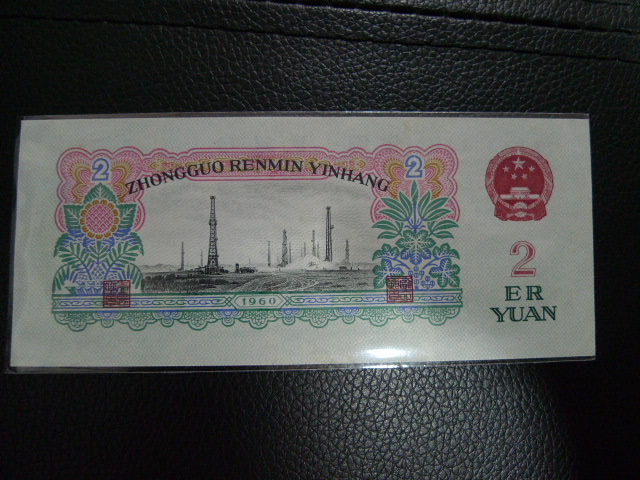 2 2
ZHONGGUO RENMIN YINHANG
1960
2
ER
YUAN